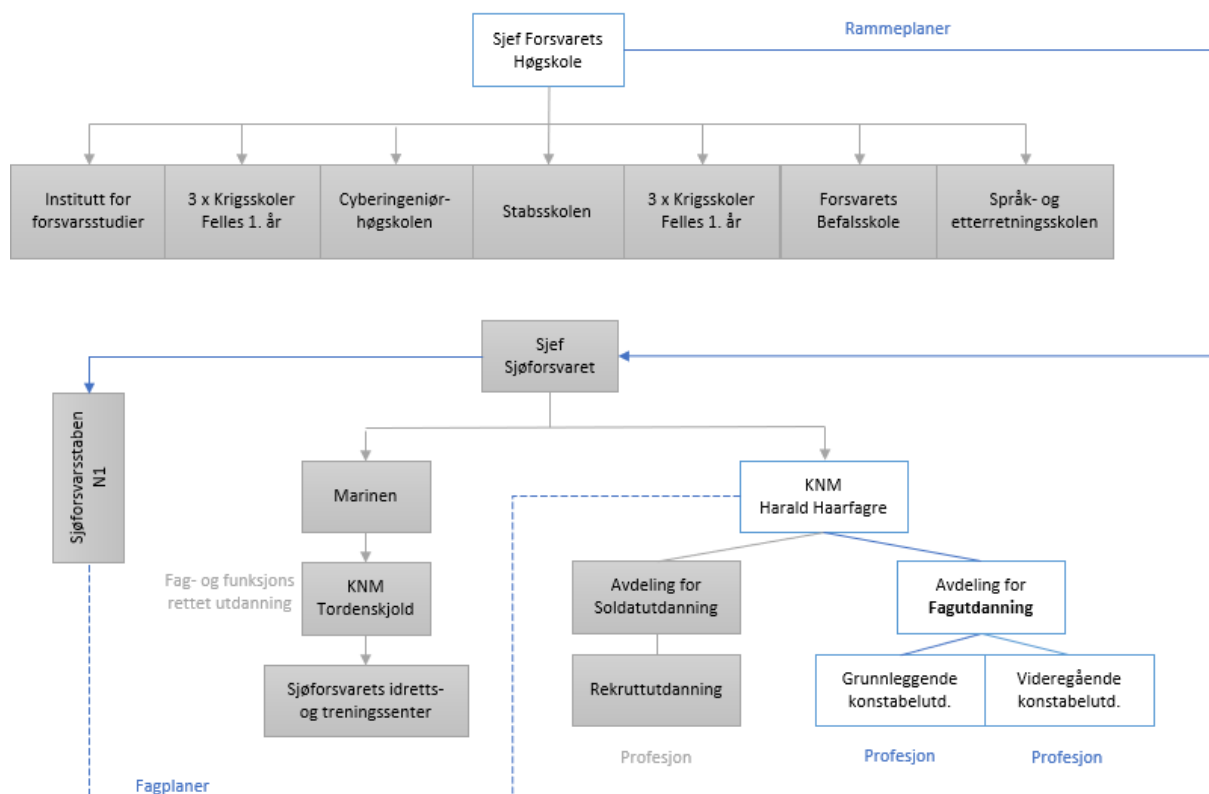 Sjef Forsvarets
Høgskole
Rammeplaner
Institutt for
forsvarsstudier
3 x Krigsskoler
Felles 1. år
Cyberingeniør-
høgskolen
Stabsskolen
3 x Krigsskoler
Felles 1. år
Forsvarets
Befalsskole
Språk- og
etterretningsskolen
Sjef
Sjøforsvaret
Sjøforsvarsstaben
N1
Marinen
KNM
Harald Haarfagre
Fag- og funksjons
rettet utdanning
KNM
Tordenskjold
Avdeling for
Soldatutdanning
Avdeling for
Fagutdanning
Sjøforsvarets idretts-
og treningssenter
Rekruttutdanning
Grunnleggende
konstabelutd.
Videregående
konstabelutd.
Profesjon
Profesjon
Profesjon
Fagplaner